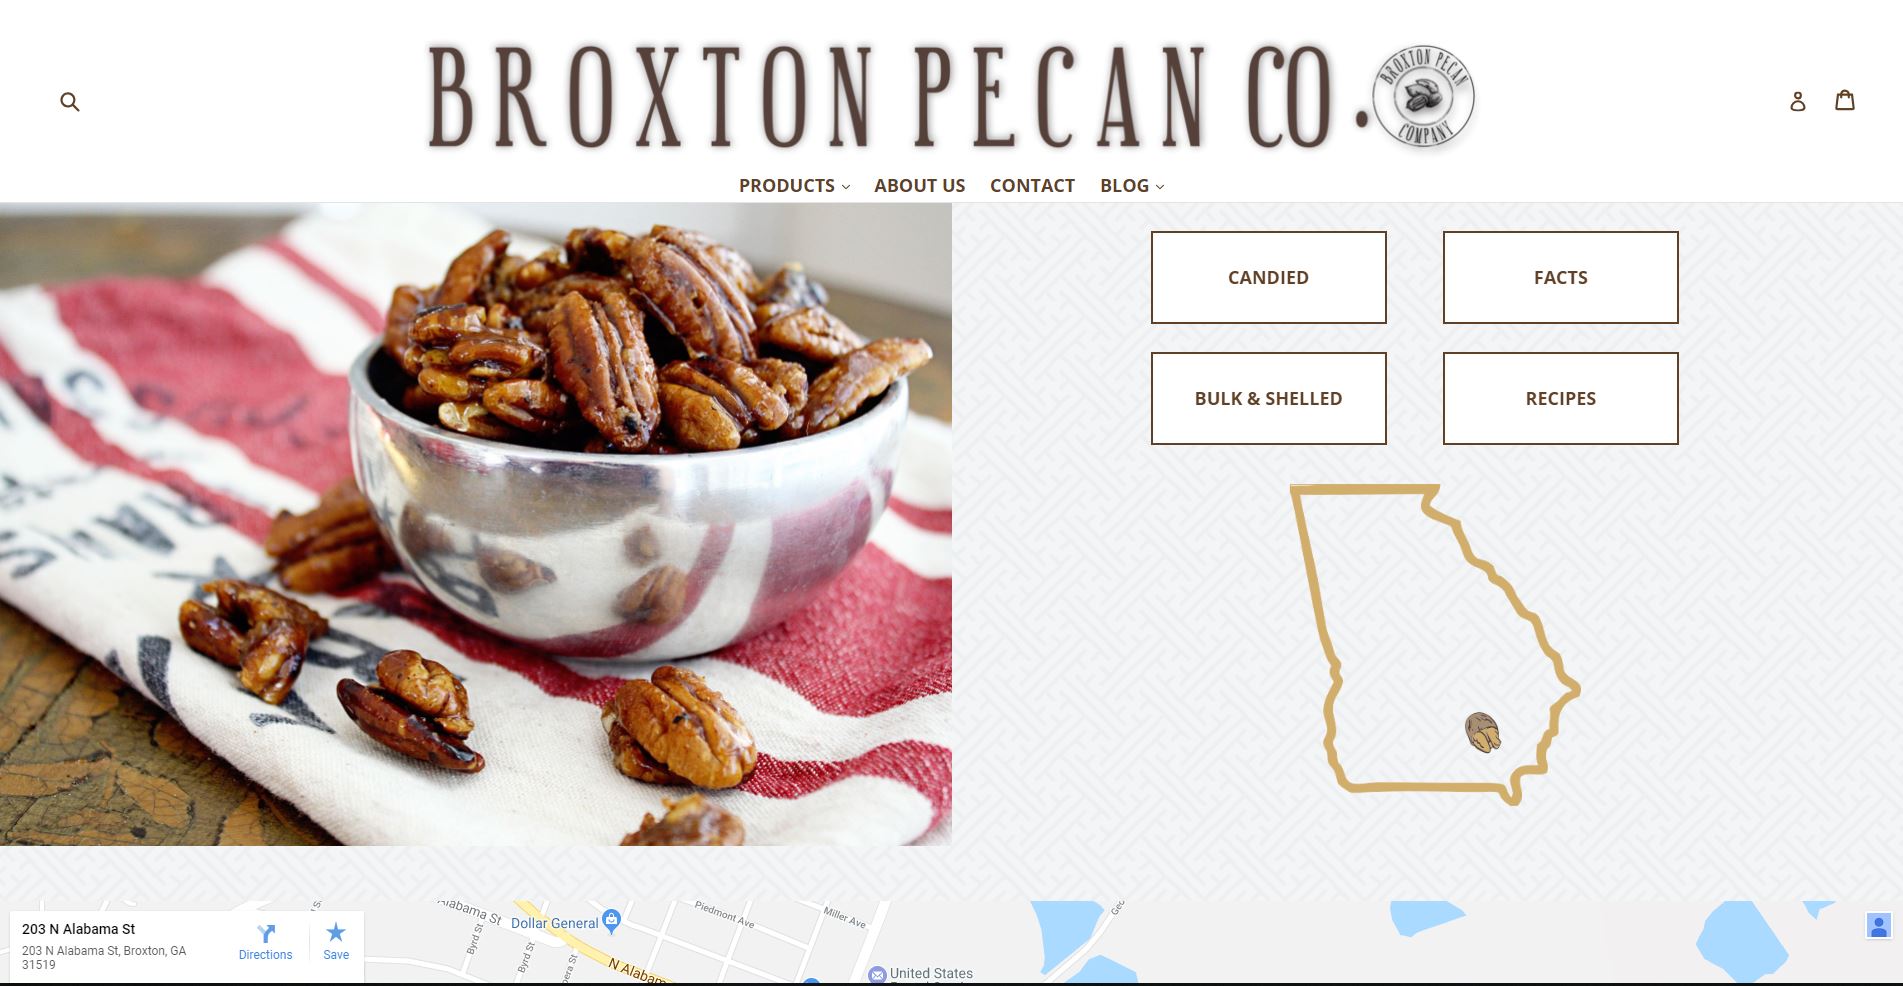 BROXTON PECAN CO.
BROXTON PECAN
COMPANY
PRODUCTS
ABOUT US
CONTACT
BLOG
CANDIED
FACTS
BULK & SHELLED
RECIPES
203 N Alabama St
203 N Alabama St, Broxton, GA
31519
Directions
Save
Alabama St
Dollar General
Byrd St
Byrd St
N Alabam
Piedmont Ave
Miller Ave
United States